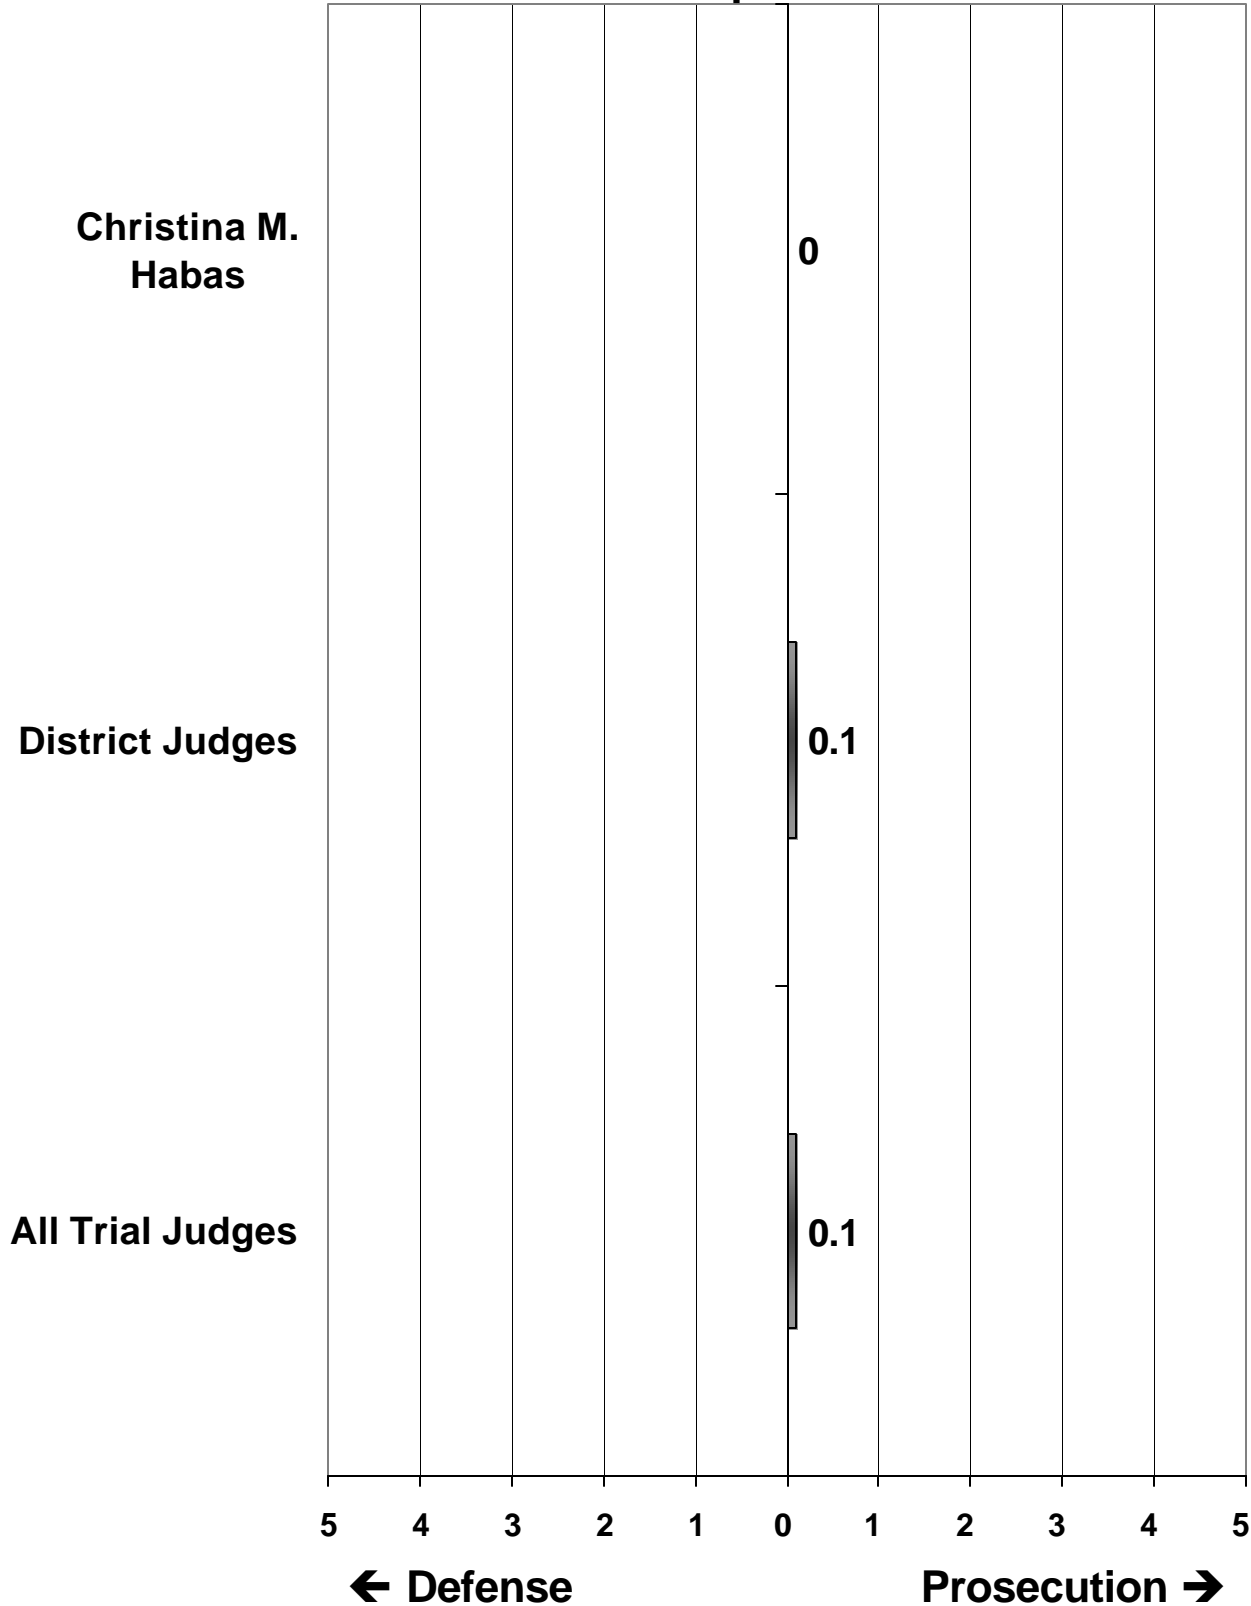 Christina M.
Habas
0
District Judges
0.1
All Trial Judges
0.1
5 4 3 2 1 0 1 2 3 4 5
← Defense Prosecution →